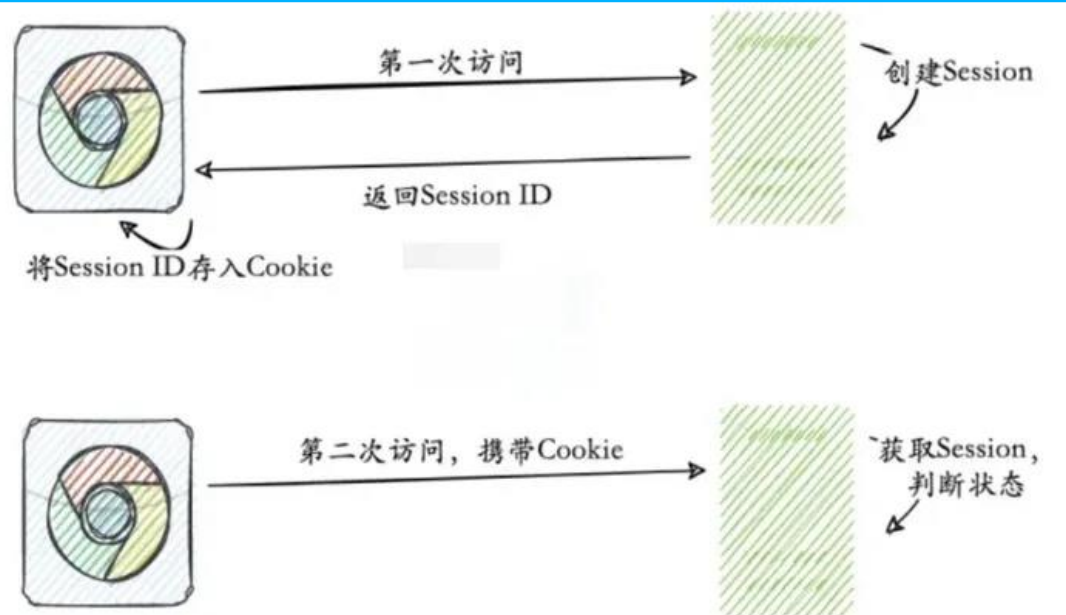 第一次访问
创建Session
返回Session ID
将Session ID存入Cookie
第二次访问，携带Cookie
获取Session，
判断状态